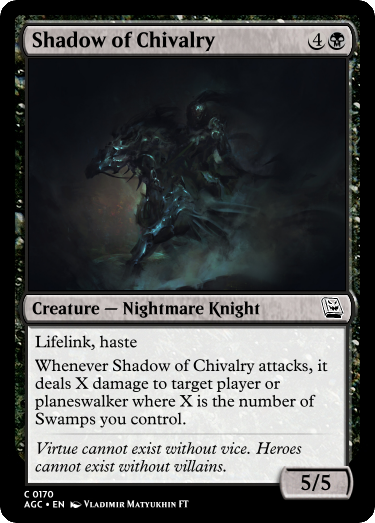 Shadow of Chivalry 4
Creature — Nightmare Knight
Lifelink, haste
Whenever Shadow of Chivalry attacks, it
deals X damage to target player or
planeswalker where X is the number of
Swamps you control.
Virtue cannot exist without vice. Heroes
cannot exist without villains.
5/5
C 0170
AGC • EN Vladimir Matyukhin FT